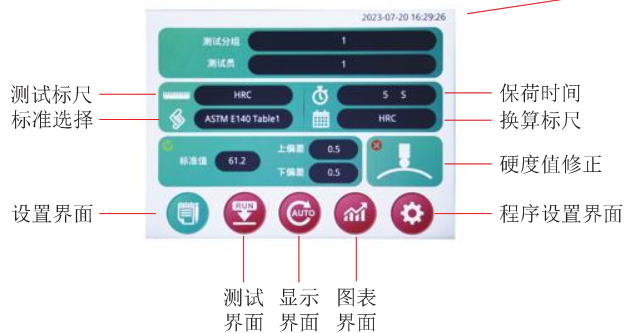 2023-07-20 16:29:26
测试分组 1
测试员 1
测试标尺 HRC 5 S 保荷时间
标准选择 ASTM E140 Table1 HRC 换算标尺
标准值 61.2 上偏差 0.5
下偏差 0.5
硬度值修正
设置界面 RUN AUTO 程序设置界面
测试 显示 图表
界面 界面 界面